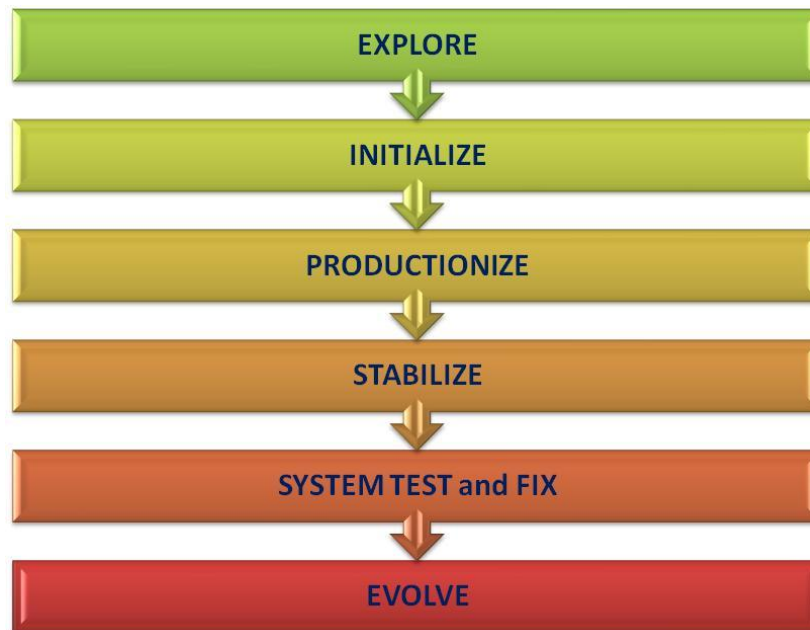 EXPLORE
INITIALIZE
PRODUCTIONIZE
STABILIZE
SYSTEM TEST and FIX
EVOLVE